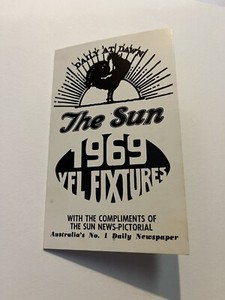 DAILY AT DAWN
The Sun
1969
VFL FIXTURES
WITH THE COMPLIMENTS OF
THE SUN NEWS-PICTORIAL
Australia's No. 1 Daily Newspaper